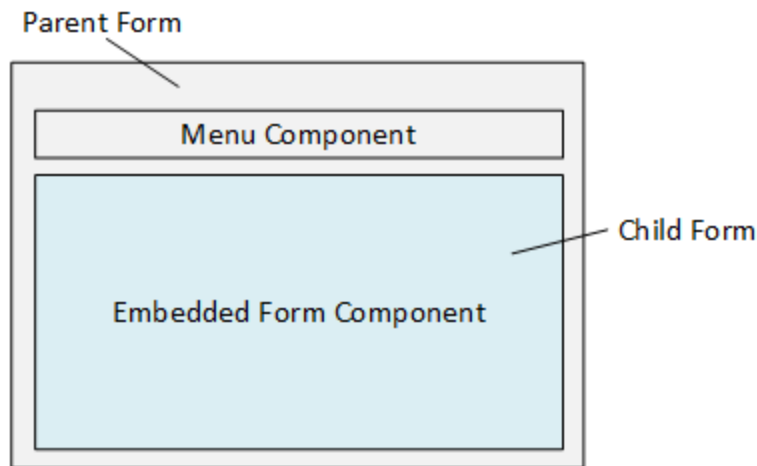 Parent Form
Menu Component
Child Form
Embedded Form Component